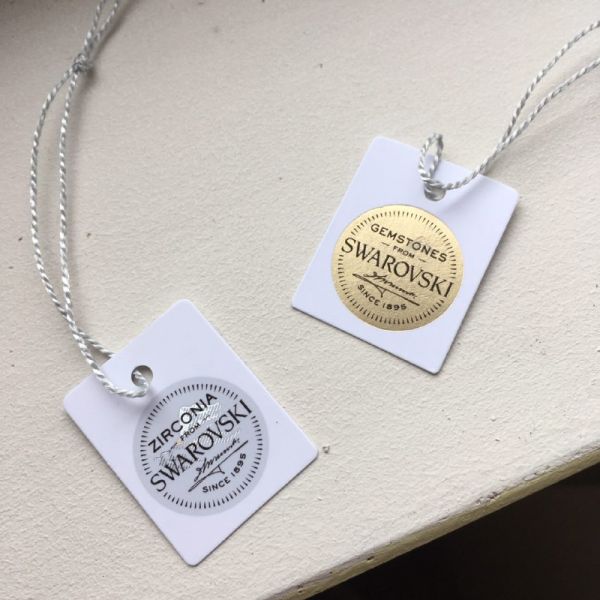 GEMSTONES
FROM
SWAROVSKI
SINCE 1895
ZIRCONIA
FROM
SWAROVSKI
SINCE 1895